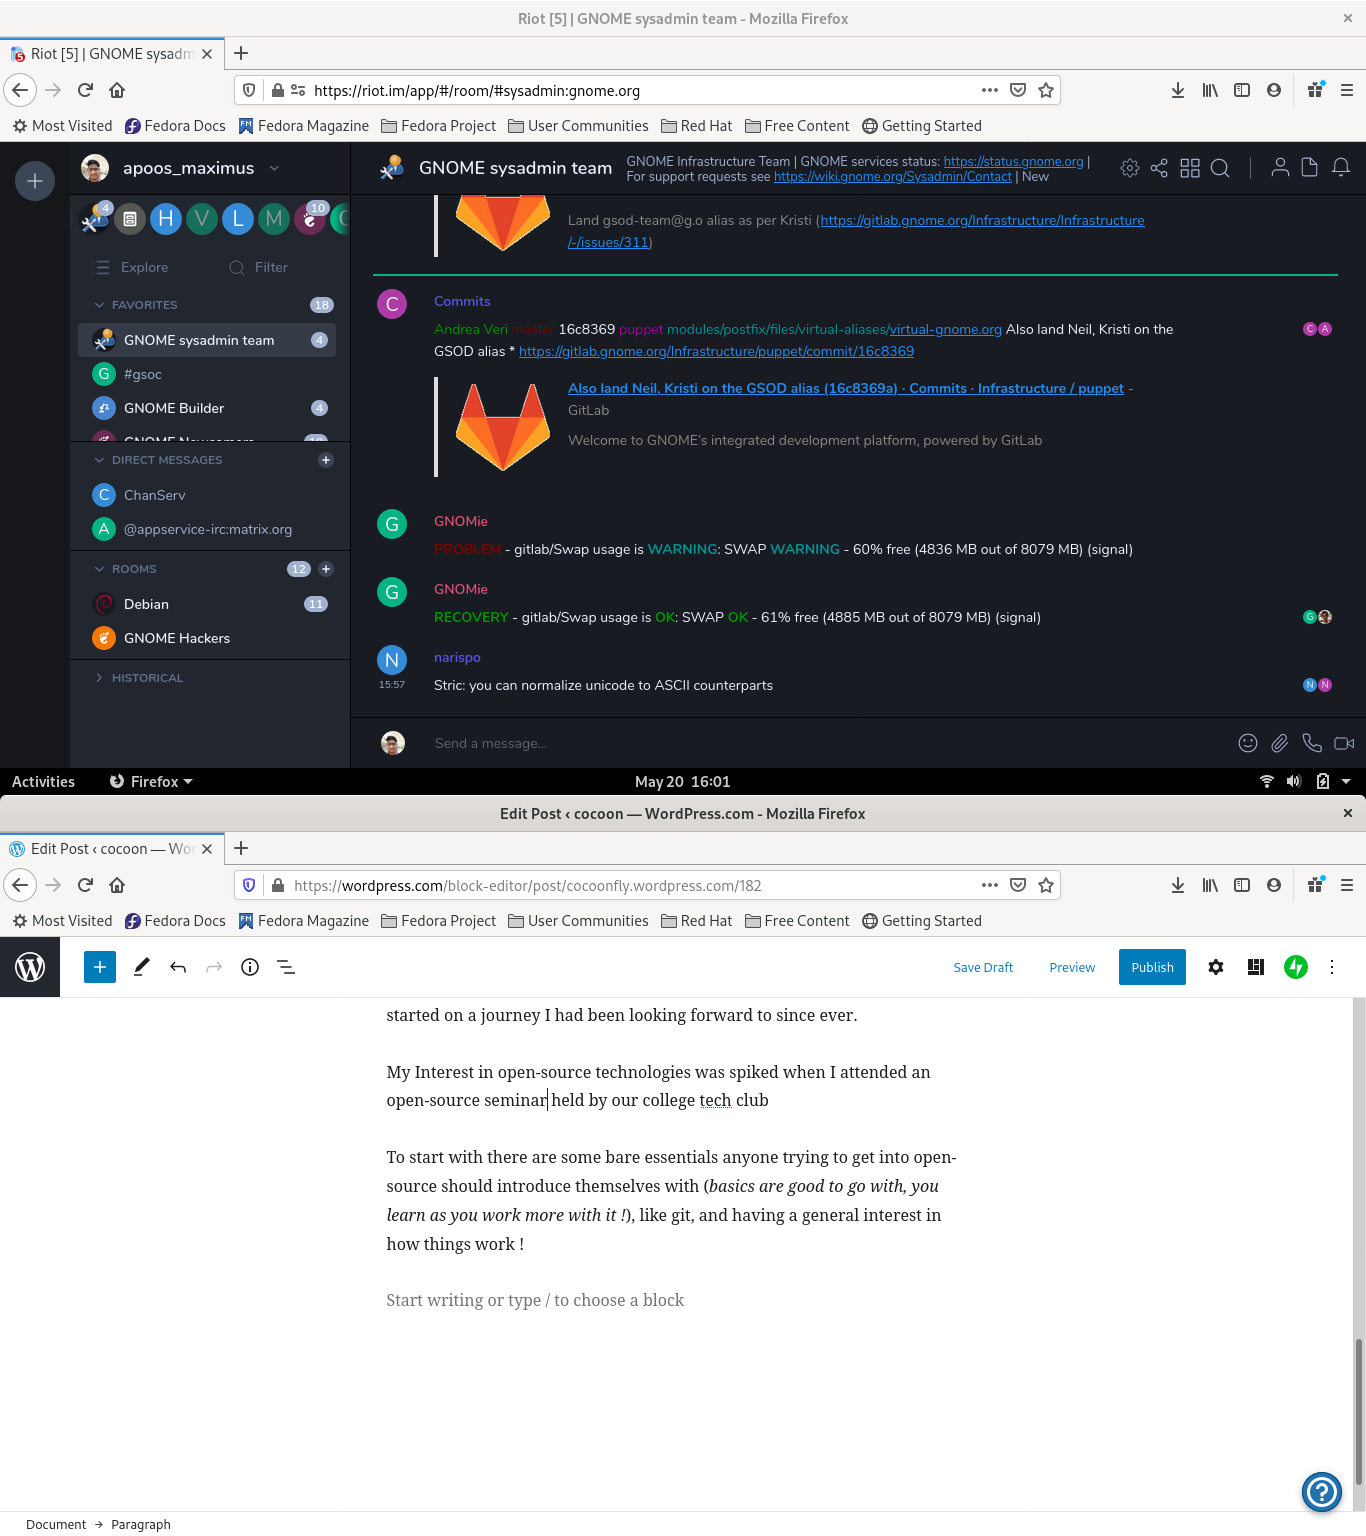 Riot [5] | GNOME sysadmin team - Mozilla Firefox
Riot [5] | GNOME sysadm
https://riot.im/app/#/room/#sysadmin:gnome.org
Most Visited Fedora Docs Fedora Magazine Fedora Project User Communities Red Hat Free Content Getting Started
apoos_maximus
GNOME sysadmin team
GNOME Infrastructure Team | GNOME services status: https://status.gnome.org |
For support requests see https://wiki.gnome.org/Sysadmin/Contact | New
4 H V L M 10
Explore Filter
FAVORITES 18
GNOME sysadmin team 4
G #gsoc
GNOME Builder 4
GNOME Newcomers
DIRECT MESSAGES
C ChanServ
A @appservice-irc:matrix.org
ROOMS 12
Debian 11
GNOME Hackers
HISTORICAL
Land gsod-team@g.o alias as per Kristi (https://gitlab.gnome.org/Infrastructure/Infrastructure
/-/issues/311)
C Commits
Andrea Veri master 16c8369 puppet modules/postfix/files/virtual-aliases/virtual-gnome.org Also land Neil, Kristi on the C A
GSOD alias * https://gitlab.gnome.org/Infrastructure/puppet/commit/16c8369
Also land Neil, Kristi on the GSOD alias (16c8369a) · Commits · Infrastructure / puppet -
GitLab
Welcome to GNOME's integrated development platform, powered by GitLab
G GNOMie
PROBLEM - gitlab/Swap usage is WARNING: SWAP WARNING - 60% free (4836 MB out of 8079 MB) (signal)
G GNOMie
RECOVERY - gitlab/Swap usage is OK: SWAP OK - 61% free (4885 MB out of 8079 MB) (signal) G
N narispo
15:57 Stric: you can normalize unicode to ASCII counterparts N N
Send a message...
Activities Firefox May 20 16:01
Edit Post ‹ cocoon — WordPress.com - Mozilla Firefox
Edit Post ‹ cocoon — Wor
https://wordpress.com/block-editor/post/cocoonfly.wordpress.com/182
Most Visited Fedora Docs Fedora Magazine Fedora Project User Communities Red Hat Free Content Getting Started
Save Draft Preview Publish
started on a journey I had been looking forward to since ever.
My Interest in open-source technologies was spiked when I attended an
open-source seminar held by our college tech club
To start with there are some bare essentials anyone trying to get into open-
source should introduce themselves with (basics are good to go with, you
learn as you work more with it !), like git, and having a general interest in
how things work !
Start writing or type / to choose a block
Document → Paragraph